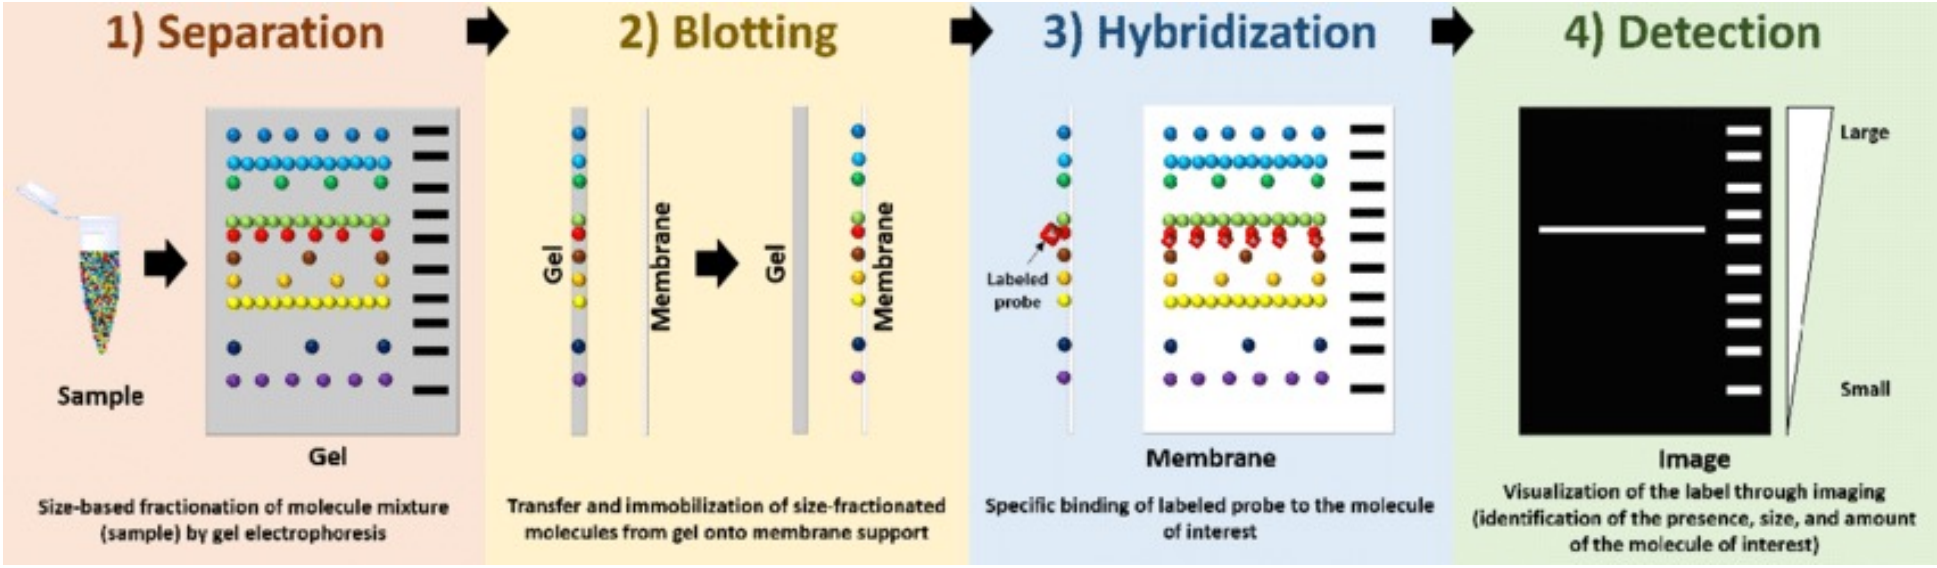 1) Separation
Sample
Gel
Size-based fractionation of molecule mixture
(sample) by gel electrophoresis
2) Blotting
Gel
Membrane
Gel
Membrane
Transfer and immobilization of size-fractionated
molecules from gel onto membrane support
3) Hybridization
Labeled
probe
Membrane
Specific binding of labeled probe to the molecule
of interest
4) Detection
Large
Small
Image
Visualization of the label through imaging
(identification of the presence, size, and amount
of the molecule of interest)